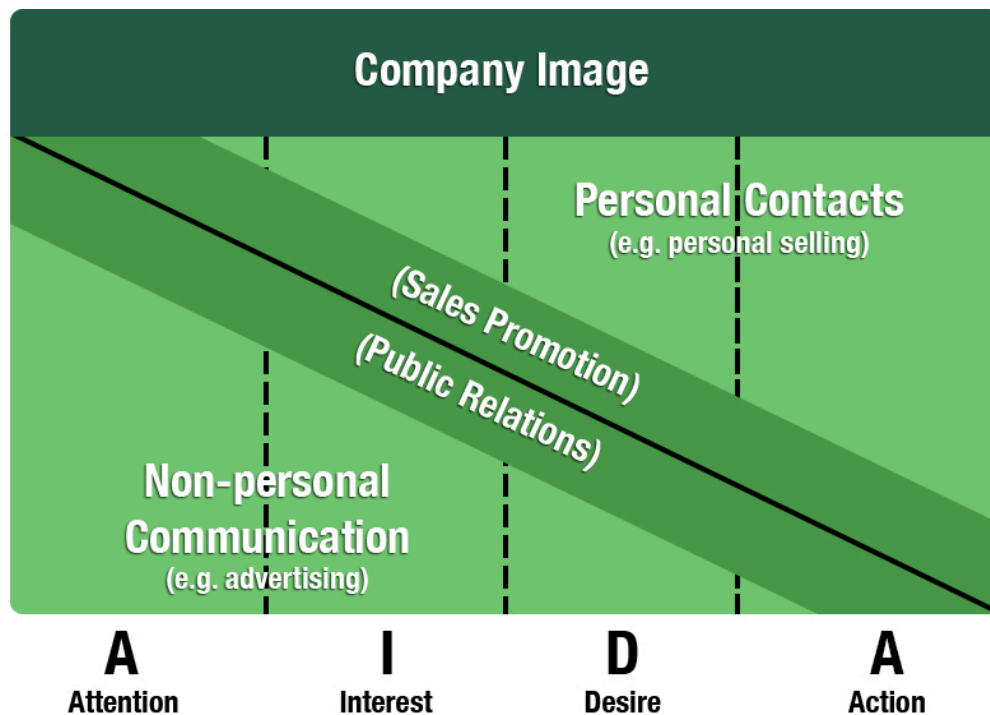 Company Image
Personal Contacts
(e.g. personal selling)
(Sales Promotion)
(Public Relations)
Non-personal
Communication
(e.g. advertising)
A I D A
Attention Interest Desire Action